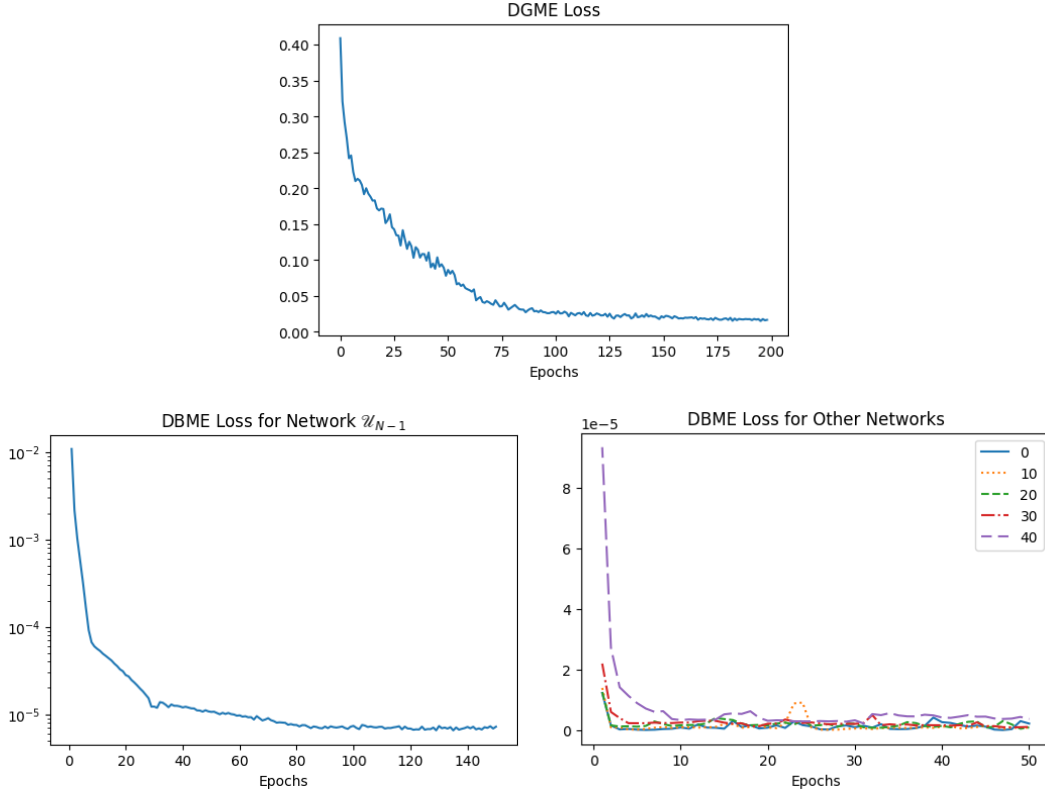 DGME Loss
0.40
0.35
0.30
0.25
0.20
0.15
0.10
0.05
0.00
0 25 50 75 100 125 150 175 200
Epochs
DBME Loss for Network 𝒰_{N−1}
10^{−2}
10^{−3}
10^{−4}
10^{−5}
0 20 40 60 80 100 120 140
Epochs
DBME Loss for Other Networks
1e−5
8
6
4
2
0
0 10 20 30 40 50
Epochs
0
10
20
30
40